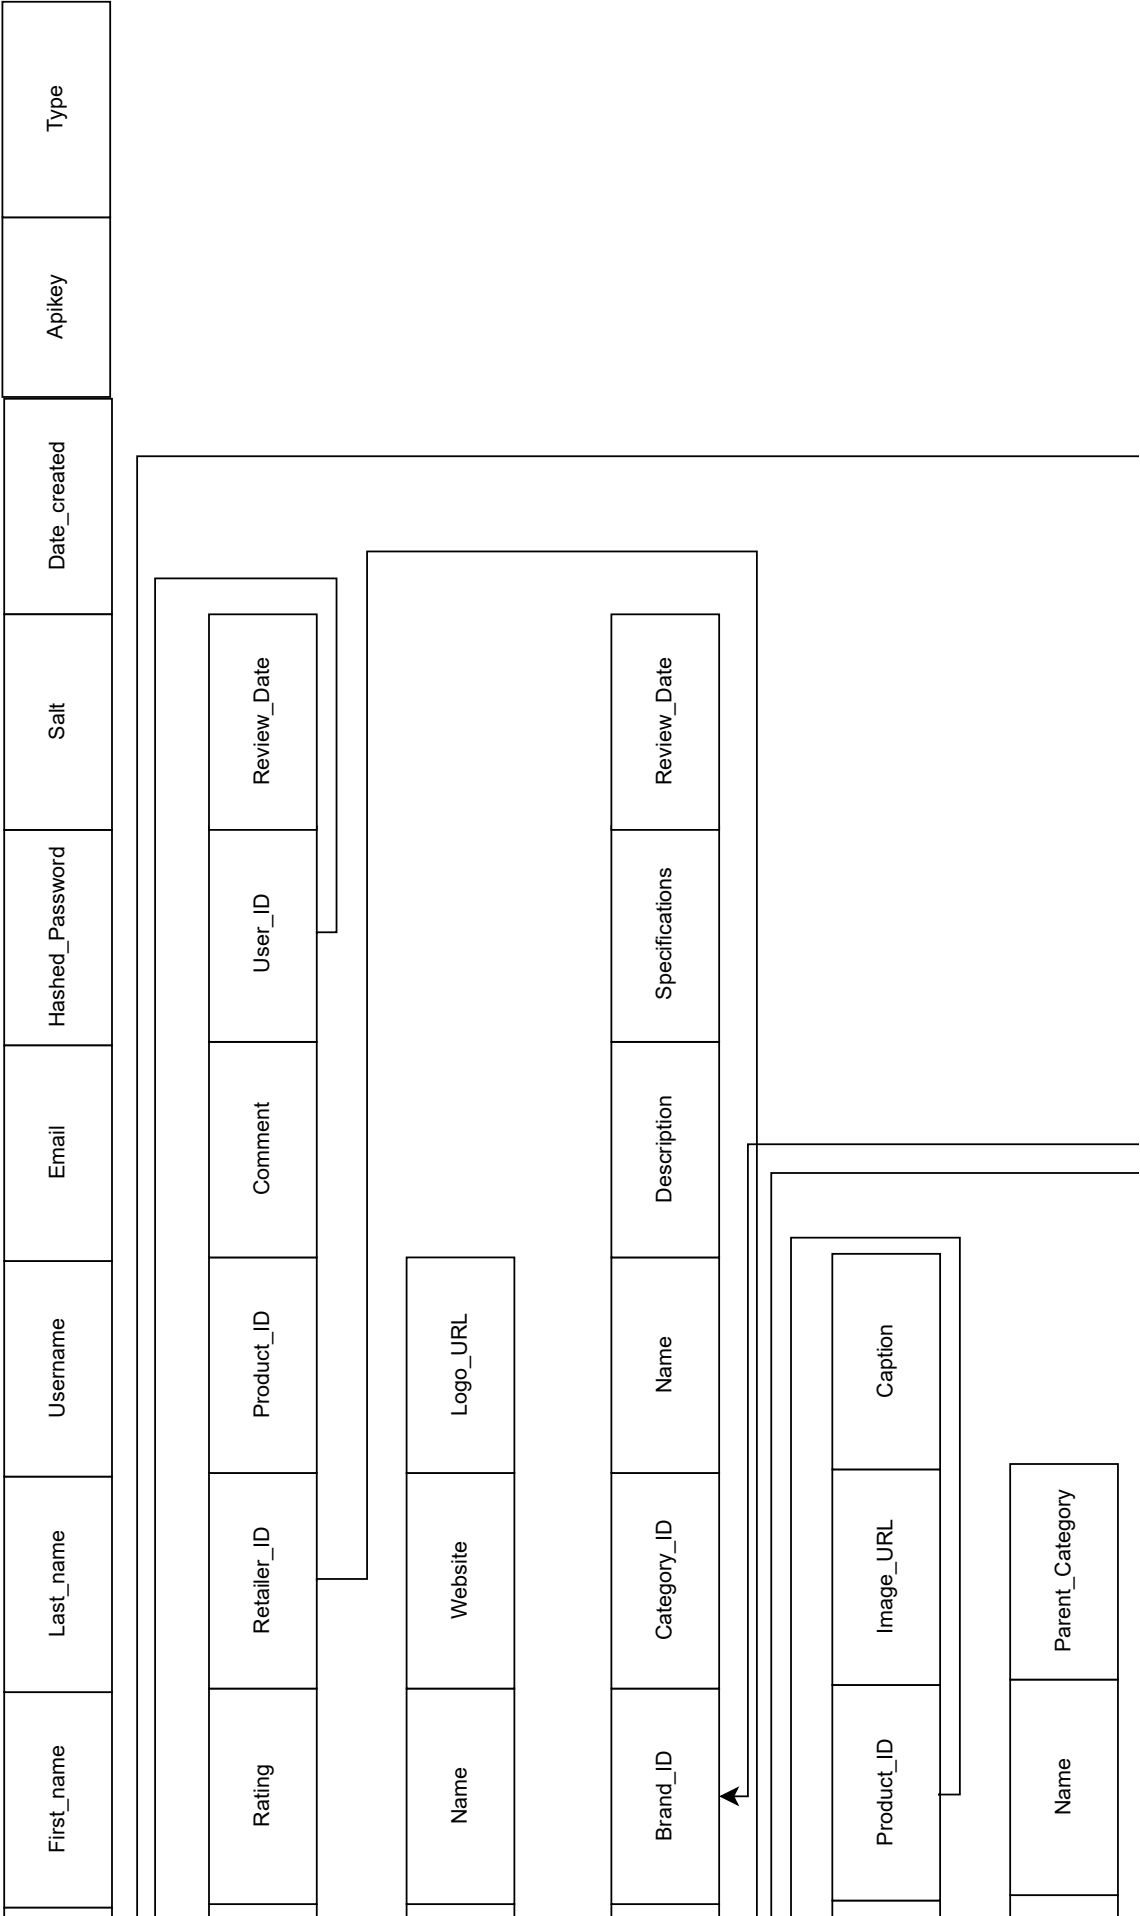 First_name
Last_name
Username
Email
Hashed_Password
Salt
Date_created
Apikey
Type
Rating
Retailer_ID
Product_ID
Comment
User_ID
Review_Date
Name
Website
Logo_URL
Brand_ID
Category_ID
Name
Description
Specifications
Review_Date
Product_ID
Image_URL
Caption
Name
Parent_Category